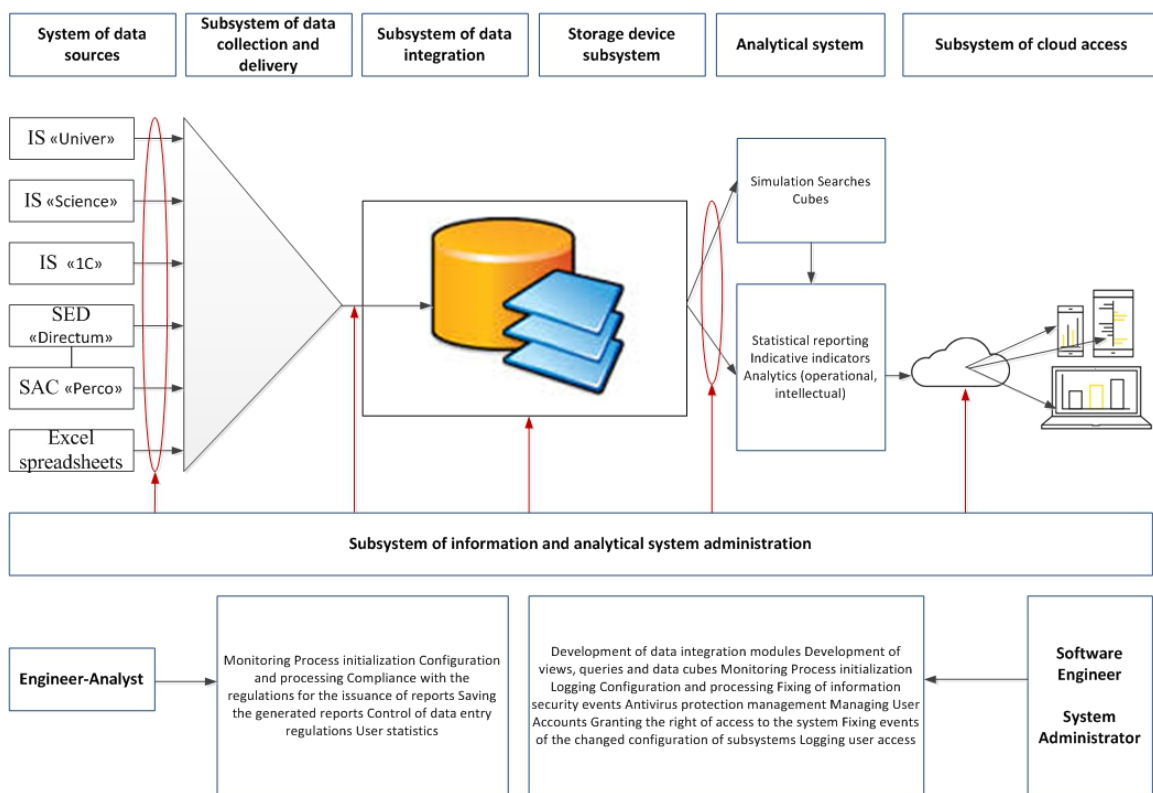 System of data
sources
Subsystem of data
collection and
delivery
Subsystem of data
integration
Storage device
subsystem
Analytical system
Subsystem of cloud access
IS «Univer»
IS «Science»
IS «1C»
SED
«Directum»
SAC «Perco»
Excel
spreadsheets
Simulation Searches
Cubes
Statistical reporting
Indicative indicators
Analytics (operational,
intellectual)
Subsystem of information and analytical system administration
Engineer-Analyst
Monitoring Process initialization Configuration
and processing Compliance with the
regulations for the issuance of reports Saving
the generated reports Control of data entry
regulations User statistics
Development of data integration modules Development of
views, queries and data cubes Monitoring Process initialization
Logging Configuration and processing Fixing of information
security events Antivirus protection management Managing User
Accounts Granting the right of access to the system Fixing events
of the changed configuration of subsystems Logging user access
Software
Engineer
System
Administrator